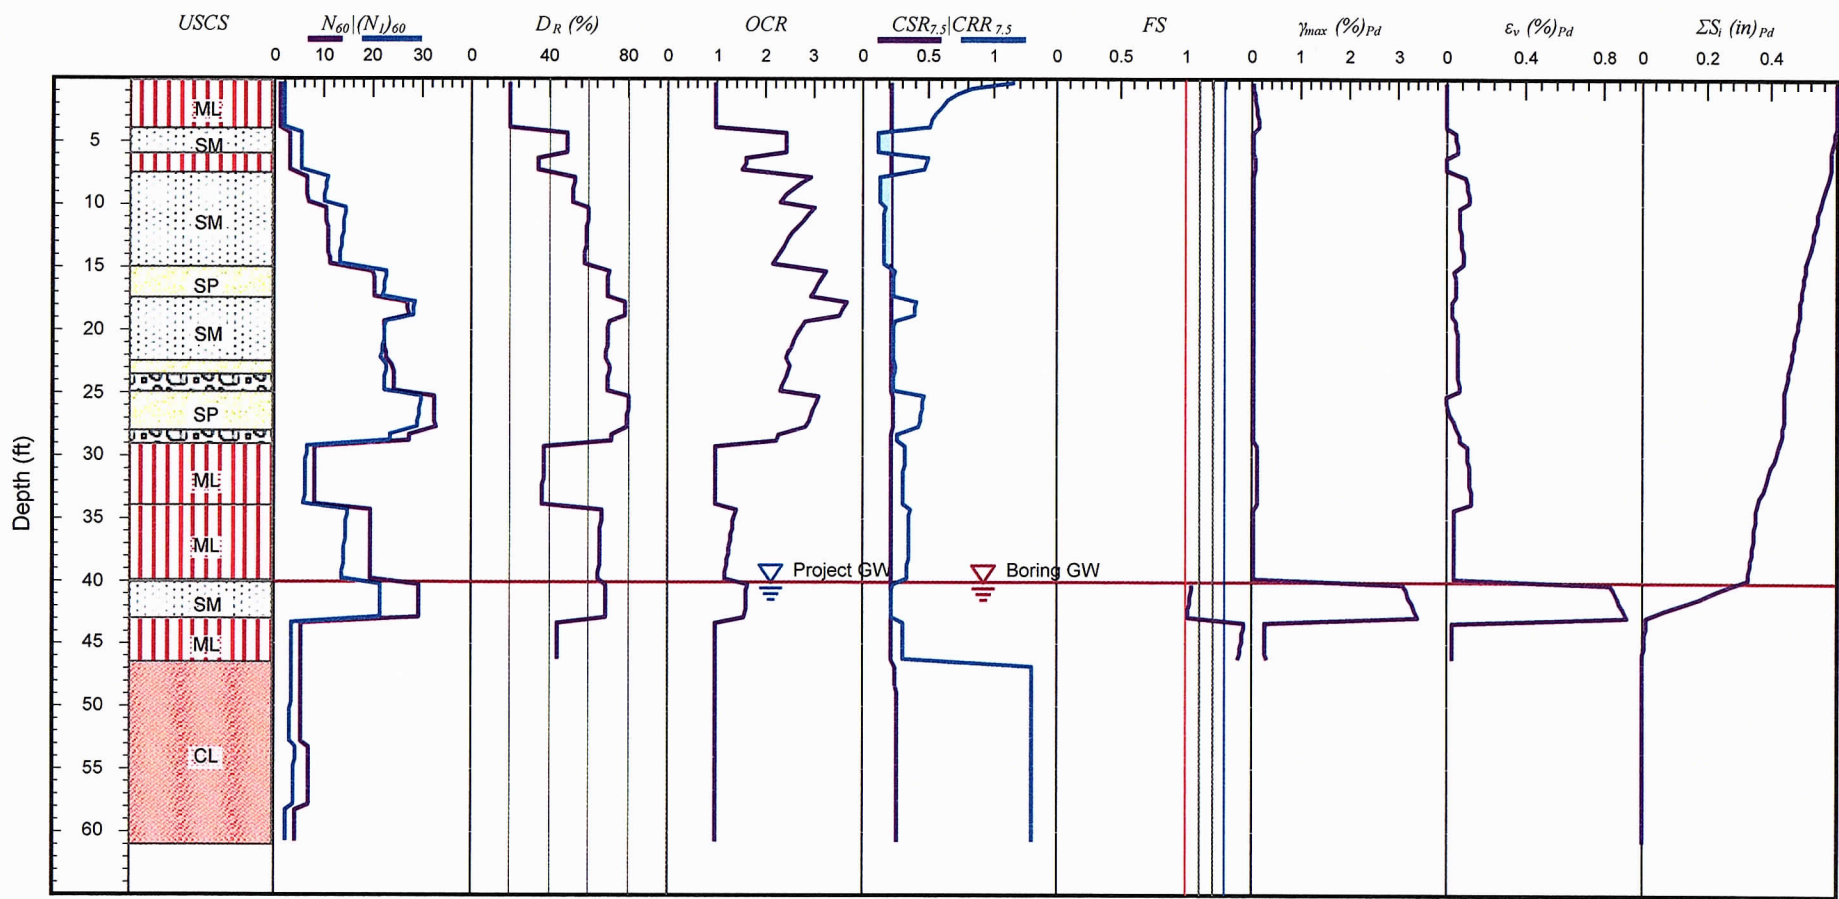 USCS N60|(N1)60 DR (%) OCR CSR7.5|CRR7.5 FS γmax (%)Pd εv (%)Pd ΣSi (in)Pd
0 10 20 30 0 40 80 0 1 2 3 0 0.5 1 0 0.5 1 0 1 2 3 0 0.4 0.8 0 0.2 0.4
ML
5
SM
10
SM
15
SP
20
SM
25
SP
30
ML
35
ML
Project GW
Boring GW
40
SM
45
ML
50
CL
55
60
Depth (ft)